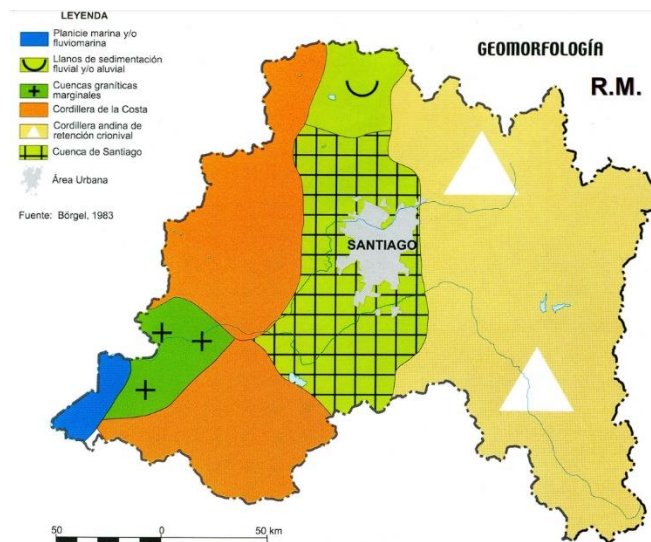 LEYENDA
Planicie marina y/o
fluviomarina
Llanos de sedimentación
fluvial y/o aluvial
Cuencas graníticas
marginales
Cordillera de la Costa
Cordillera andina de
retención crionival
Cuenca de Santiago
Área Urbana
Fuente: Börgel, 1983
GEOMORFOLOGÍA
R.M.
SANTIAGO
50 0 50 km